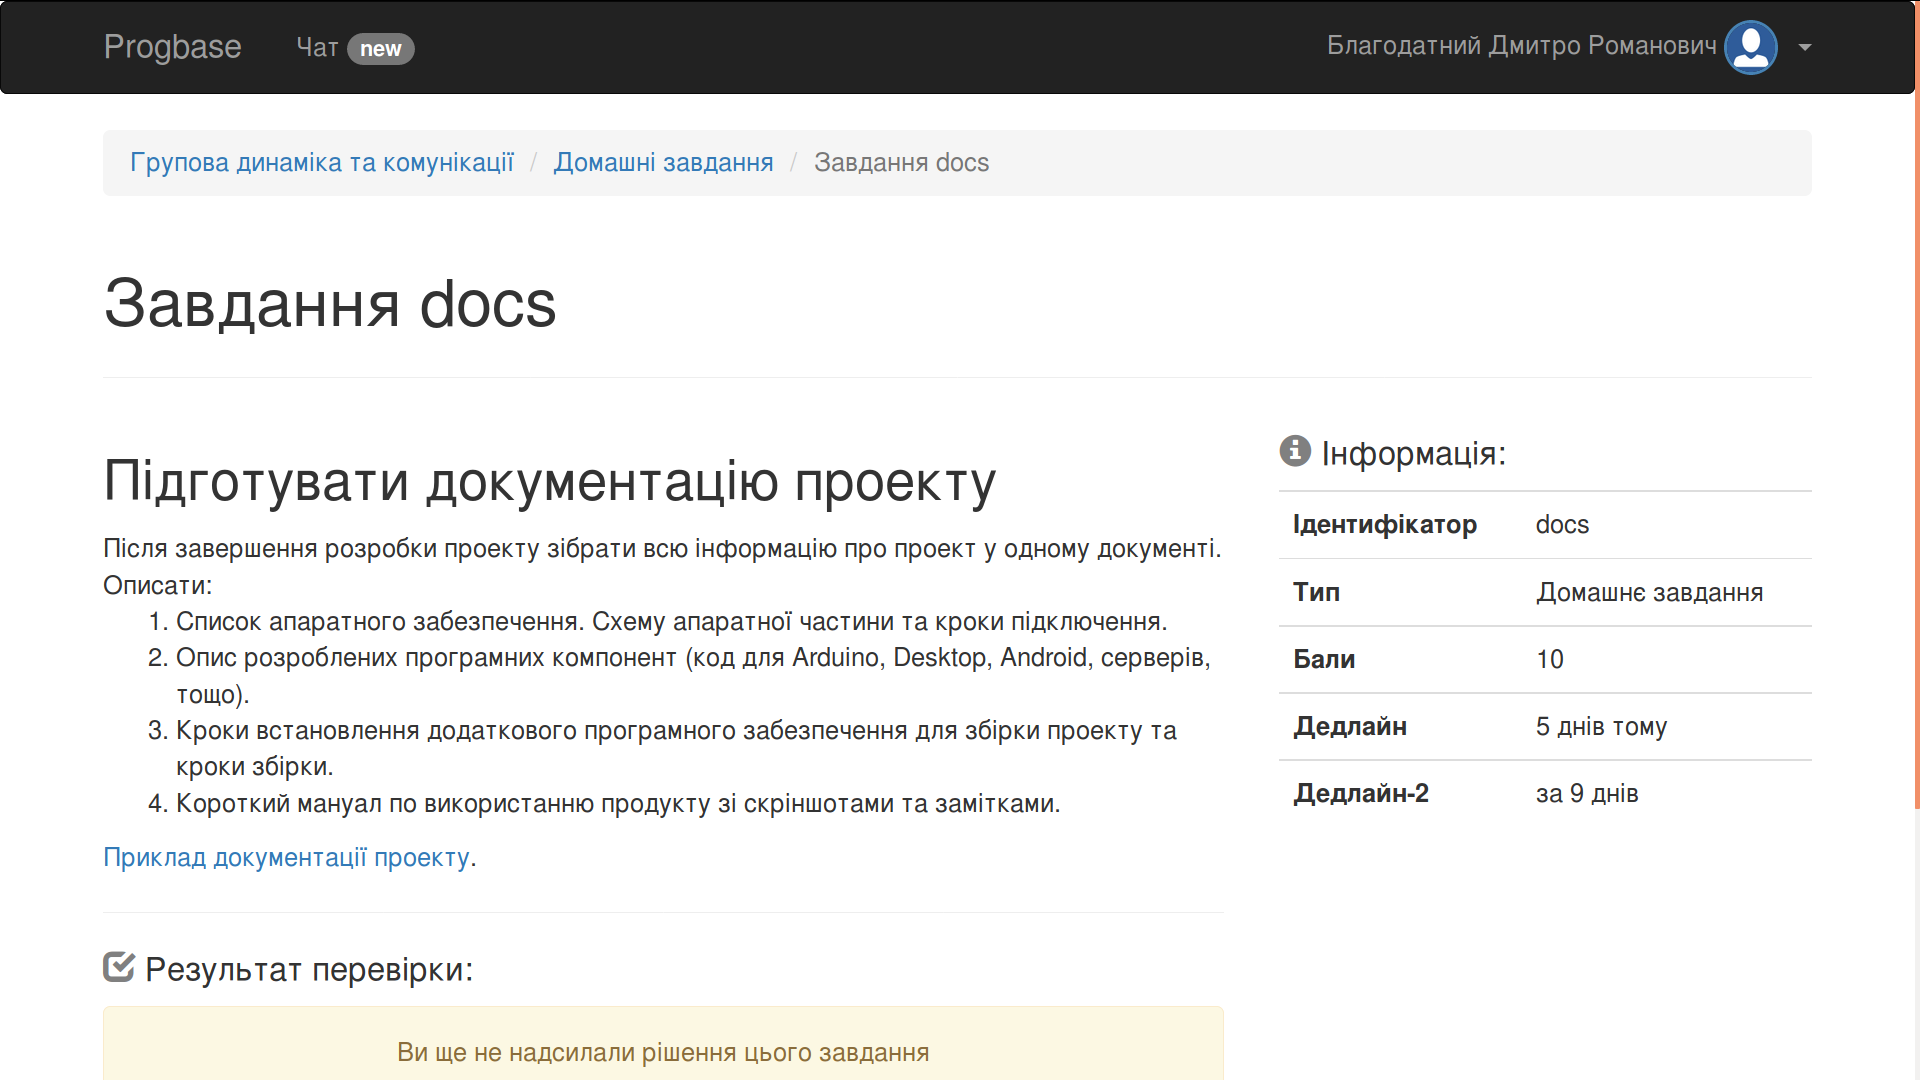 Progbase Чат new Благодатний Дмитро Романович
Групова динаміка та комунікації / Домашні завдання / Завдання docs
Завдання docs
Підготувати документацію проекту
Після завершення розробки проекту зібрати всю інформацію про проект у одному документі.
Описати:
1. Список апаратного забезпечення. Схему апаратної частини та кроки підключення.
2. Опис розроблених програмних компонент (код для Arduino, Desktop, Android, серверів,
тощо).
3. Кроки встановлення додаткового програмного забезпечення для збірки проекту та
кроки збірки.
4. Короткий мануал по використанню продукту зі скріншотами та замітками.
Приклад документації проекту.
Результат перевірки:
Ви ще не надсилали рішення цього завдання
Інформація:
Ідентифікатор docs
Тип Домашнє завдання
Бали 10
Дедлайн 5 днів тому
Дедлайн-2 за 9 днів